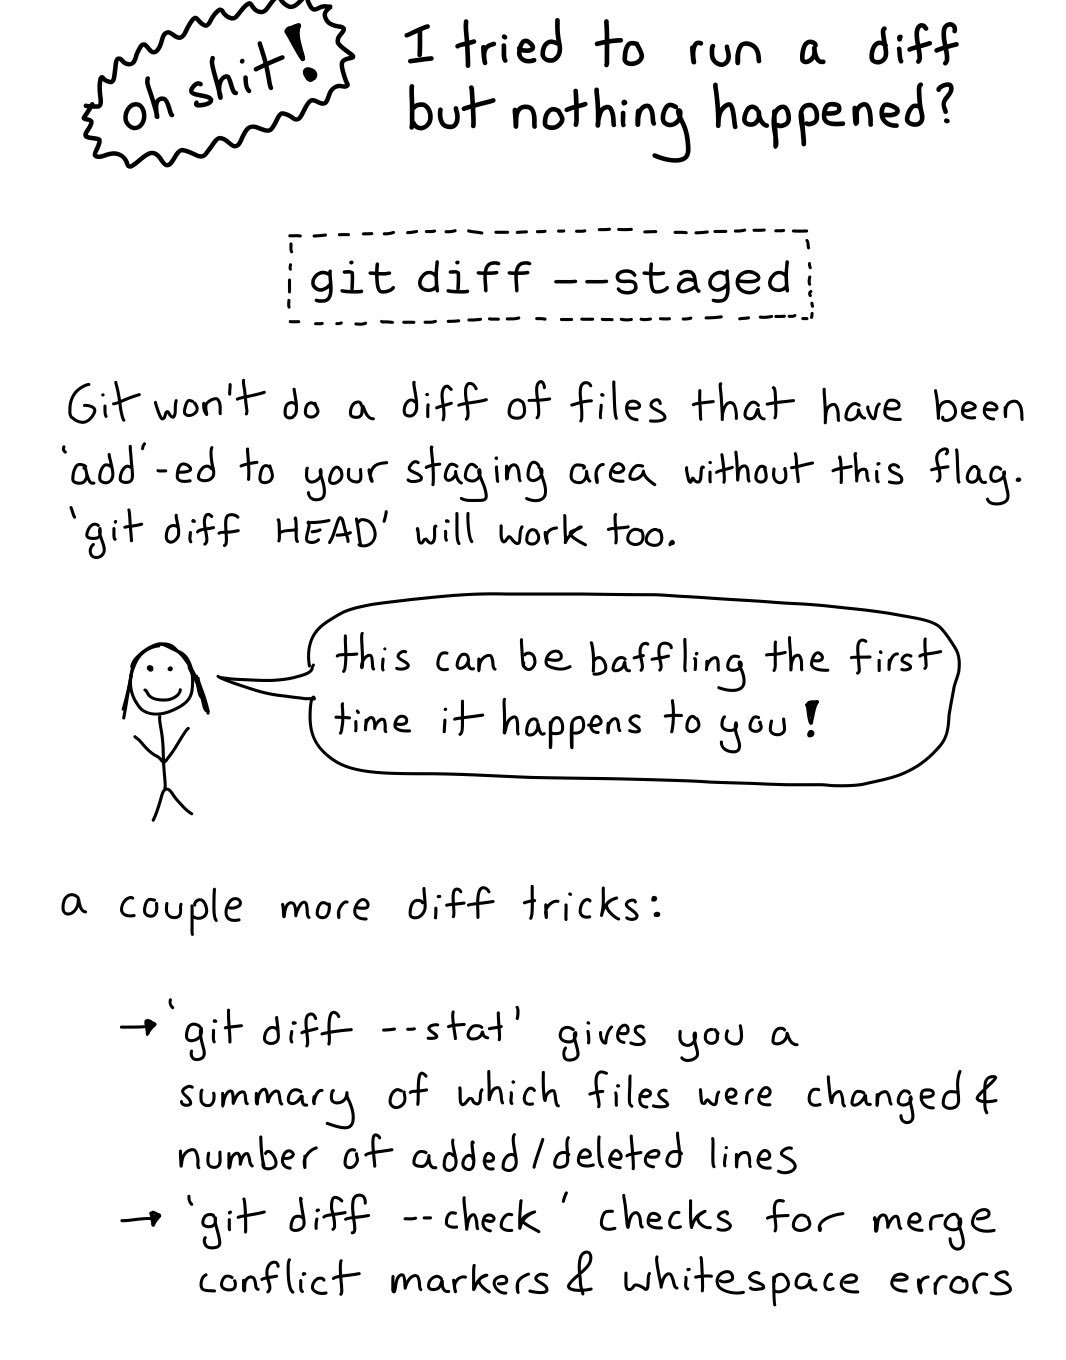 oh shit!
I tried to run a diff
but nothing happened?
git diff --staged
Git won't do a diff of files that have been
'add'-ed to your staging area without this flag.
'git diff HEAD' will work too.
this can be baffling the first
time it happens to you!
a couple more diff tricks:
→ 'git diff --stat' gives you a
summary of which files were changed &
number of added/deleted lines
→ 'git diff --check' checks for merge
conflict markers & whitespace errors